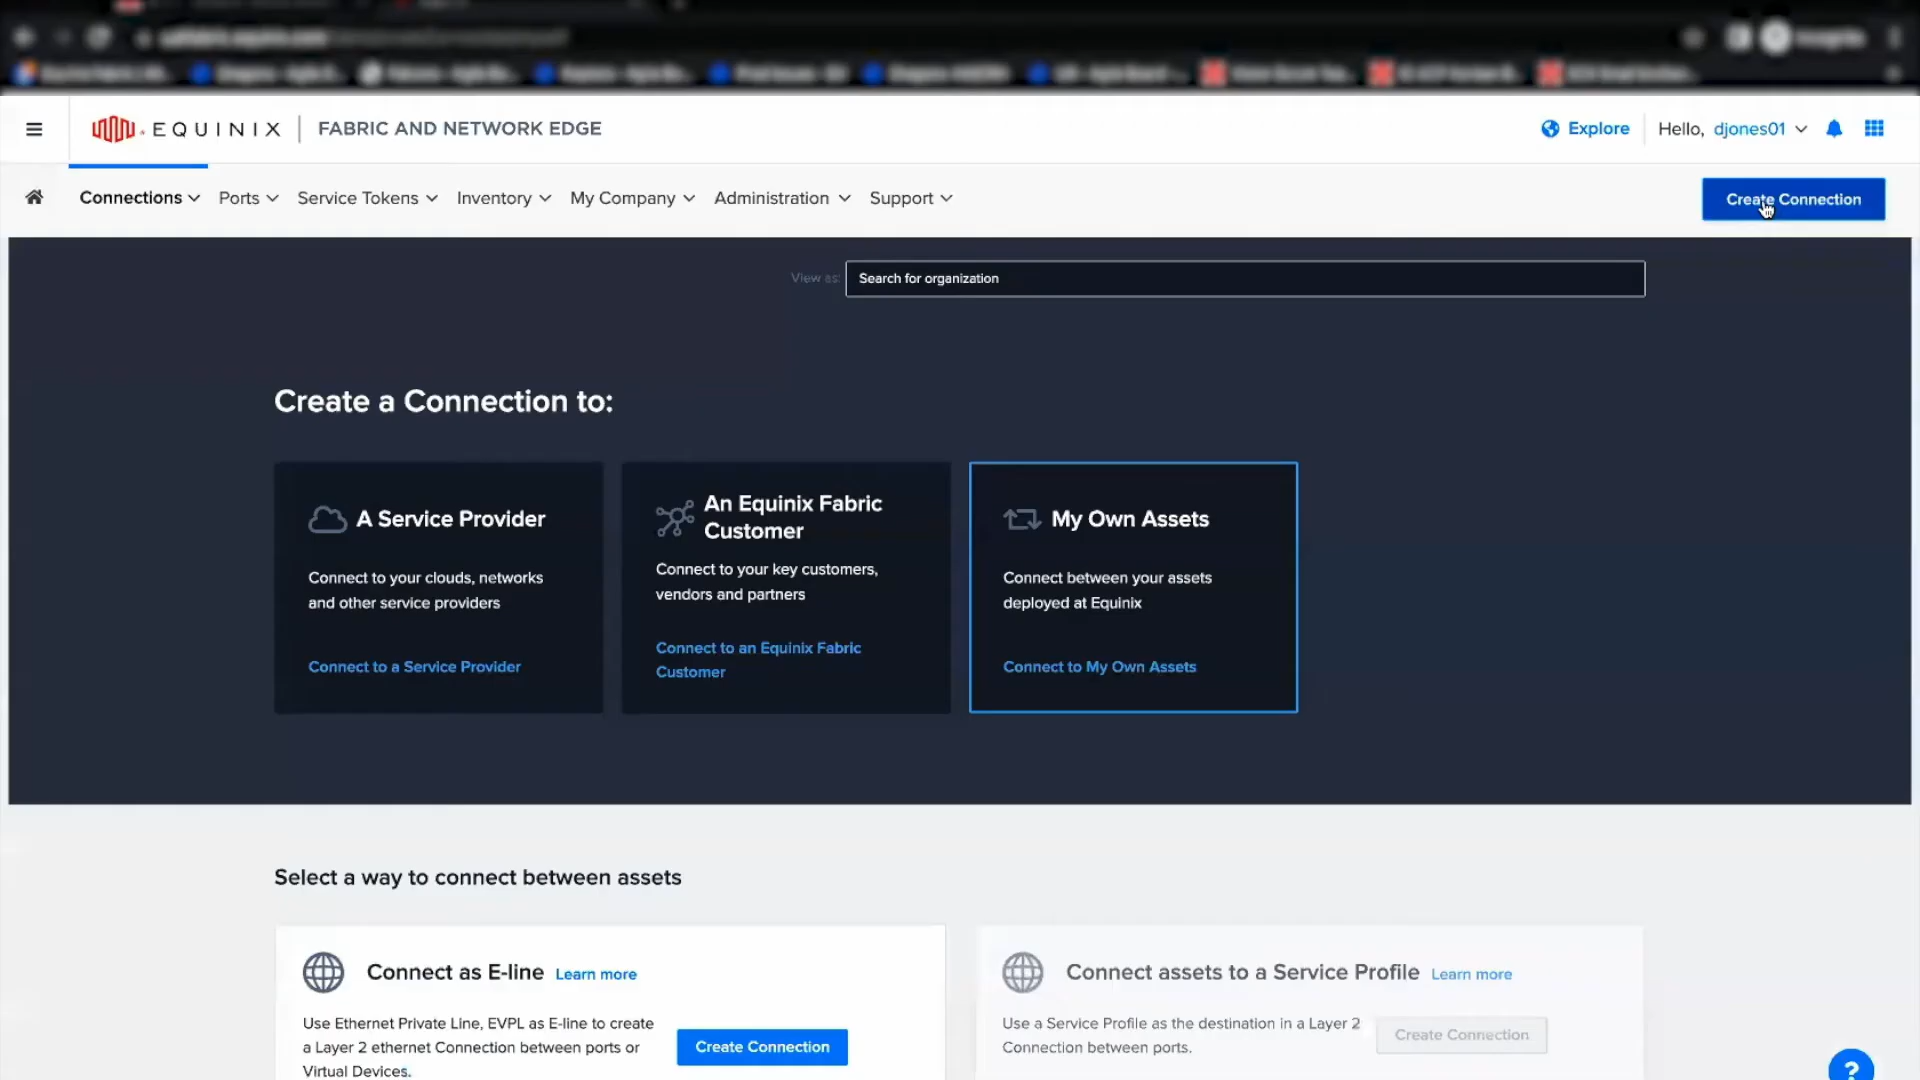 EQUINIX
FABRIC AND NETWORK EDGE
Explore
Hello, djones01
Connections
Ports
Service Tokens
Inventory
My Company
Administration
Support
Create Connection
View as:
Search for organization
Create a Connection to:
A Service Provider
Connect to your clouds, networks
and other service providers
Connect to a Service Provider
An Equinix Fabric
Customer
Connect to your key customers,
vendors and partners
Connect to an Equinix Fabric
Customer
My Own Assets
Connect between your assets
deployed at Equinix
Connect to My Own Assets
Select a way to connect between assets
Connect as E-line Learn more
Use Ethernet Private Line, EVPL as E-line to create
a Layer 2 ethernet Connection between ports or
Virtual Devices.
Create Connection
Connect assets to a Service Profile Learn more
Use a Service Profile as the destination in a Layer 2
Connection between ports.
Create Connection
?